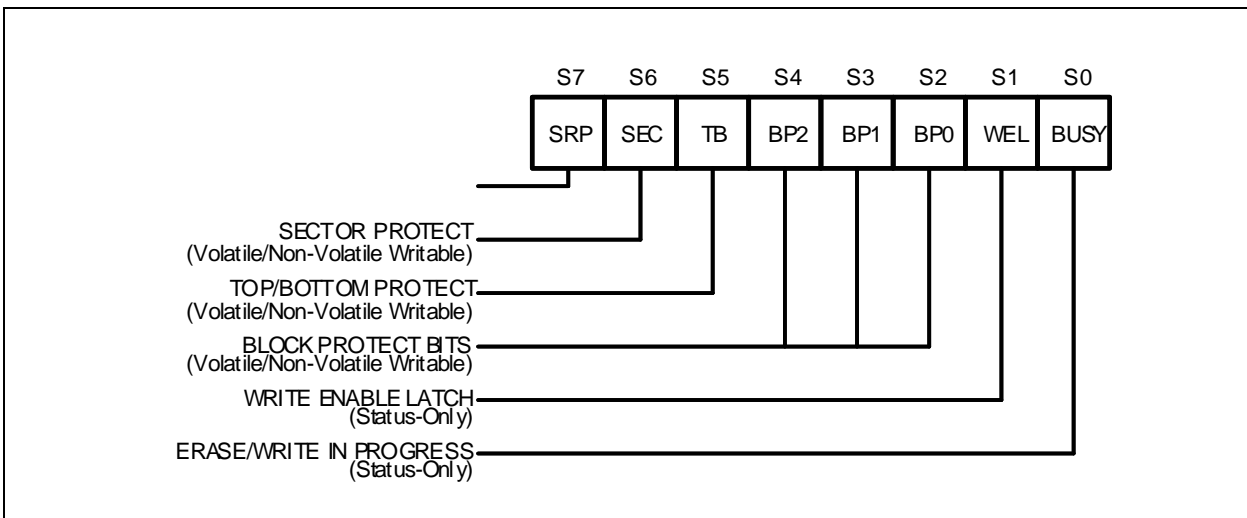 S7 S6 S5 S4 S3 S2 S1 S0
SRP SEC TB BP2 BP1 BP0 WEL BUSY
SECTOR PROTECT
(Volatile/Non-Volatile Writable)
TOP/BOTTOM PROTECT
(Volatile/Non-Volatile Writable)
BLOCK PROTECT BITS
(Volatile/Non-Volatile Writable)
WRITE ENABLE LATCH
(Status-Only)
ERASE/WRITE IN PROGRESS
(Status-Only)